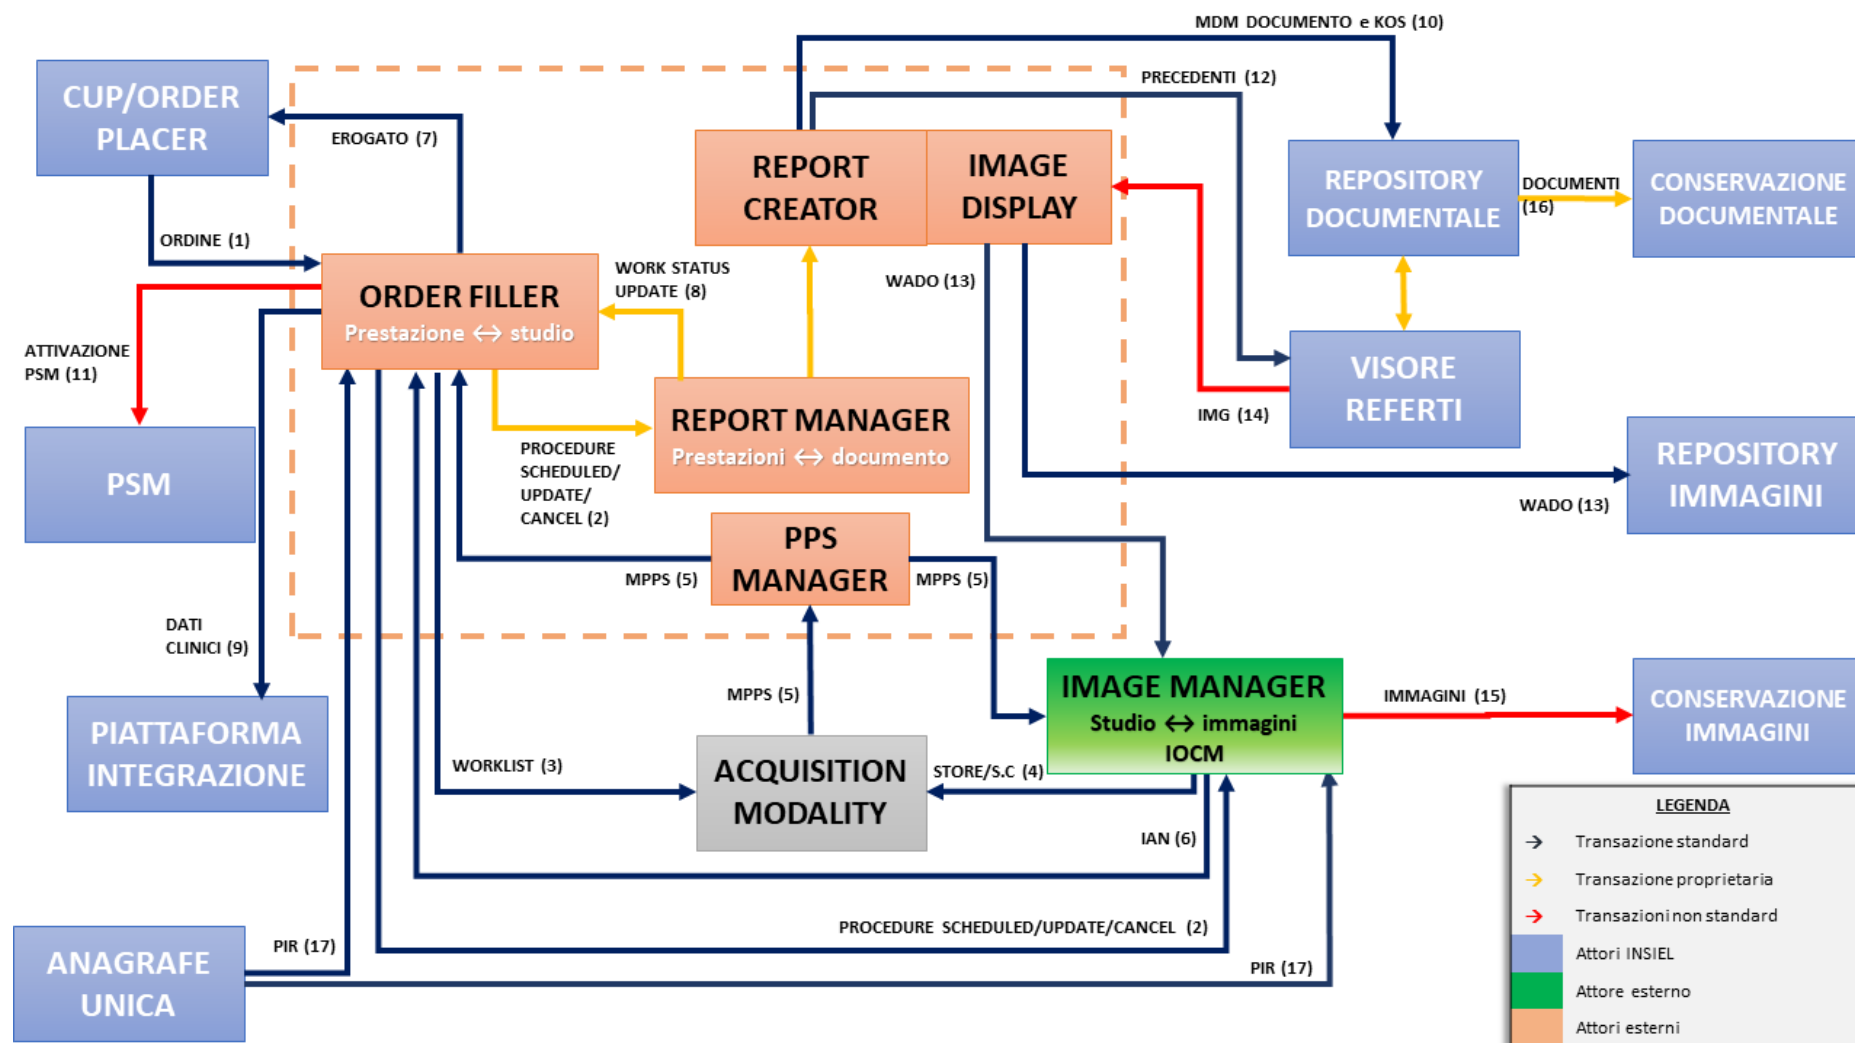 MDM DOCUMENTO e KOS (10)
CUP/ORDER
PLACER
PRECEDENTI (12)
EROGATO (7)
REPORT
CREATOR
IMAGE
DISPLAY
REPOSITORY
DOCUMENTALE
DOCUMENTI
(16)
CONSERVAZIONE
DOCUMENTALE
ORDINE (1)
WORK STATUS
UPDATE (8)
WADO (13)
ORDER FILLER
Prestazione ↔ studio
ATTIVAZIONE
PSM (11)
VISORE
REFERTI
IMG (14)
REPORT MANAGER
Prestazioni ↔ documento
PROCEDURE
SCHEDULED/
UPDATE/
CANCEL (2)
PSM
REPOSITORY
IMMAGINI
WADO (13)
PPS
MANAGER
MPPS (5)
MPPS (5)
DATI
CLINICI (9)
MPPS (5)
IMAGE MANAGER
Studio ↔ immagini
IOCM
IMMAGINI (15)
CONSERVAZIONE
IMMAGINI
PIATTAFORMA
INTEGRAZIONE
WORKLIST (3)
ACQUISITION
MODALITY
STORE/S.C (4)
IAN (6)
PROCEDURE SCHEDULED/UPDATE/CANCEL (2)
ANAGRAFE
UNICA
PIR (17)
PIR (17)
LEGENDA
Transazione standard
Transazione proprietaria
Transazioni non standard
Attori INSIEL
Attore esterno
Attori esterni